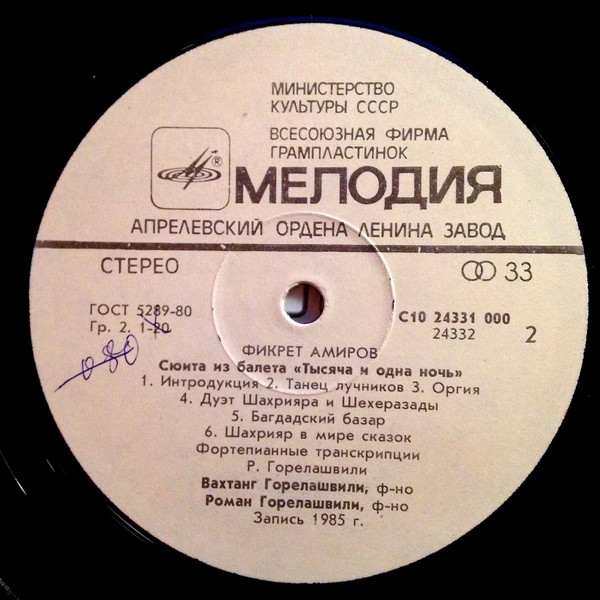 МИНИСТЕРСТВО
КУЛЬТУРЫ СССР
ВСЕСОЮЗНАЯ ФИРМА
ГРАМПЛАСТИНОК
®
МЕЛОДИЯ
АПРЕЛЕВСКИЙ ОРДЕНА ЛЕНИНА ЗАВОД
СТЕРЕО
33
ГОСТ 5289-80
Гр. 2. 1-20
С10 24331 000
24332
2
ФИКРЕТ АМИРОВ
Сюита из балета «Тысяча и одна ночь»
1. Интродукция 2. Танец лучников 3. Оргия
4. Дуэт Шахрияра и Шехеразады
5. Багдадский базар
6. Шахрияр в мире сказок
Фортепианные транскрипции
Р. Горелашвили
Вахтанг Горелашвили, ф-но
Роман Горелашвили, ф-но
Запись 1985 г.